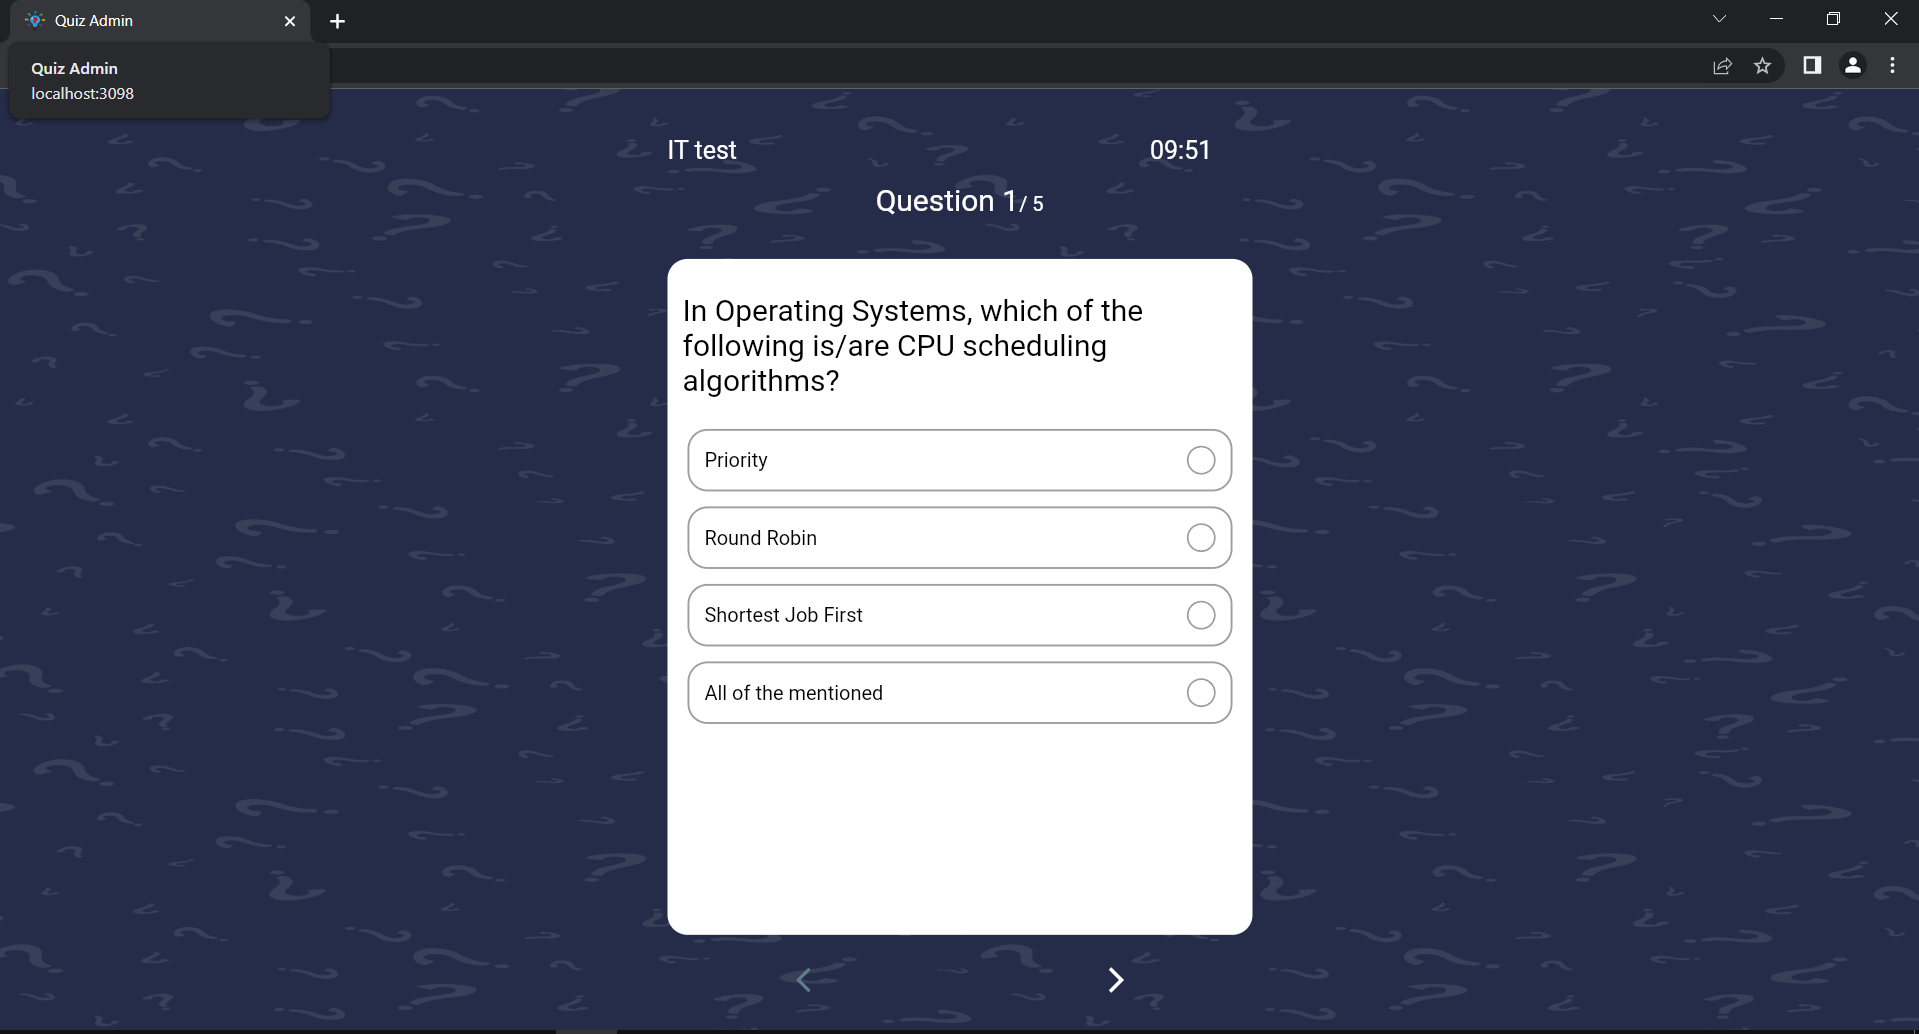 Quiz Admin
Quiz Admin
localhost:3098
IT test
09:51
Question 1/ 5
In Operating Systems, which of the
following is/are CPU scheduling
algorithms?
Priority
Round Robin
Shortest Job First
All of the mentioned